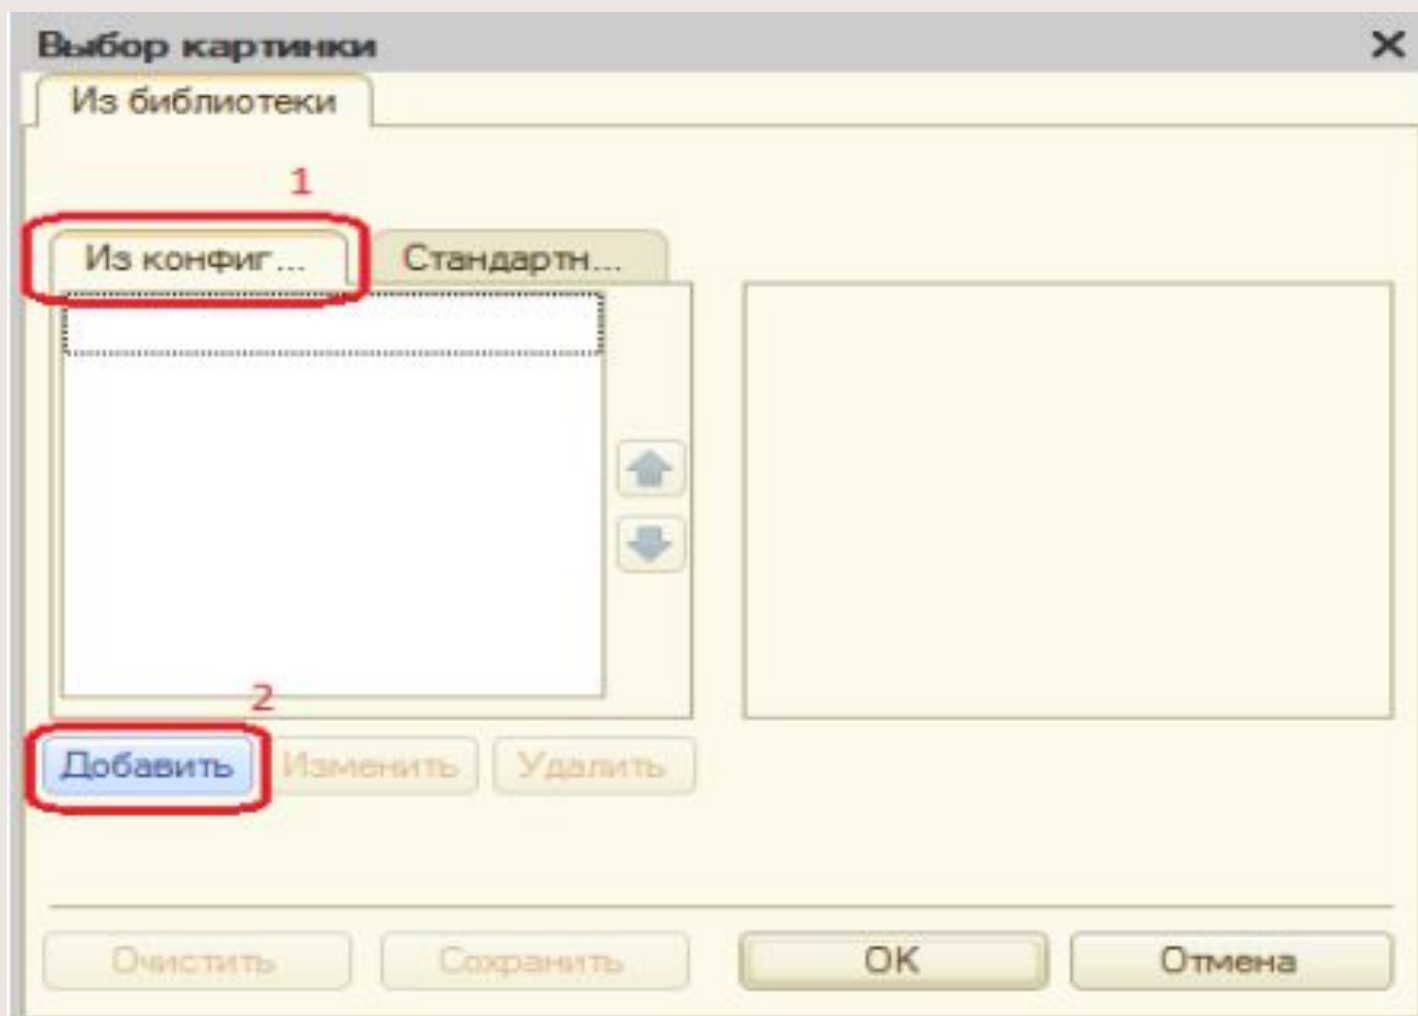 Выбор картинки
Из библиотеки
1
Из конфиг... Стандартн...
2
Добавить Изменить Удалить
Очистить Сохранить OK Отмена